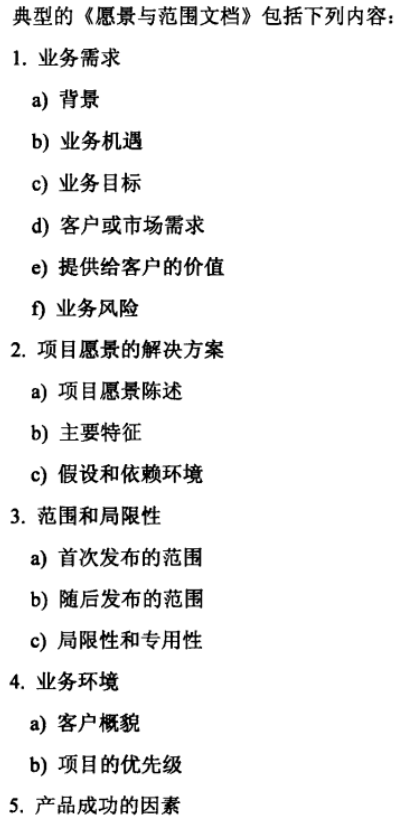 典型的《愿景与范围文档》包括下列内容：
1. 业务需求
a) 背景
b) 业务机遇
c) 业务目标
d) 客户或市场需求
e) 提供给客户的价值
f) 业务风险
2. 项目愿景的解决方案
a) 项目愿景陈述
b) 主要特征
c) 假设和依赖环境
3. 范围和局限性
a) 首次发布的范围
b) 随后发布的范围
c) 局限性和专用性
4. 业务环境
a) 客户概貌
b) 项目的优先级
5. 产品成功的因素